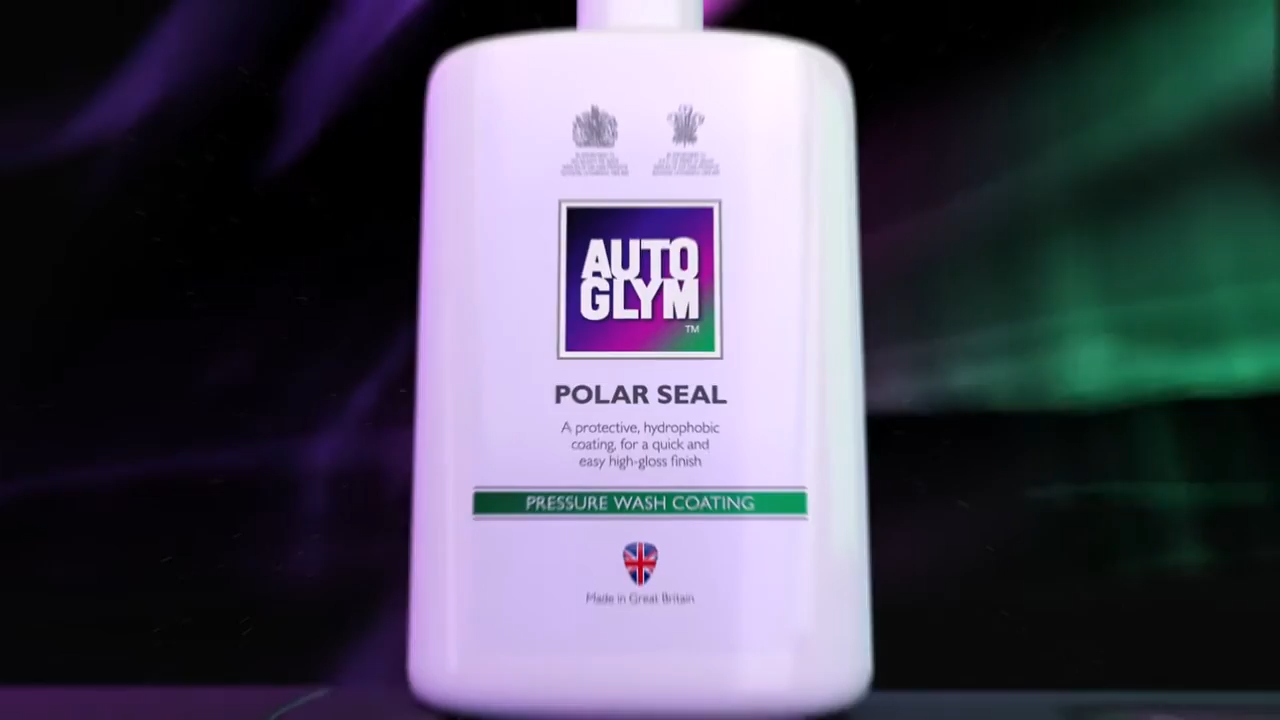 AUTO
GLYM
TM
POLAR SEAL
A protective, hydrophobic
coating, for a quick and
easy high-gloss finish
PRESSURE WASH COATING
Made in Great Britain